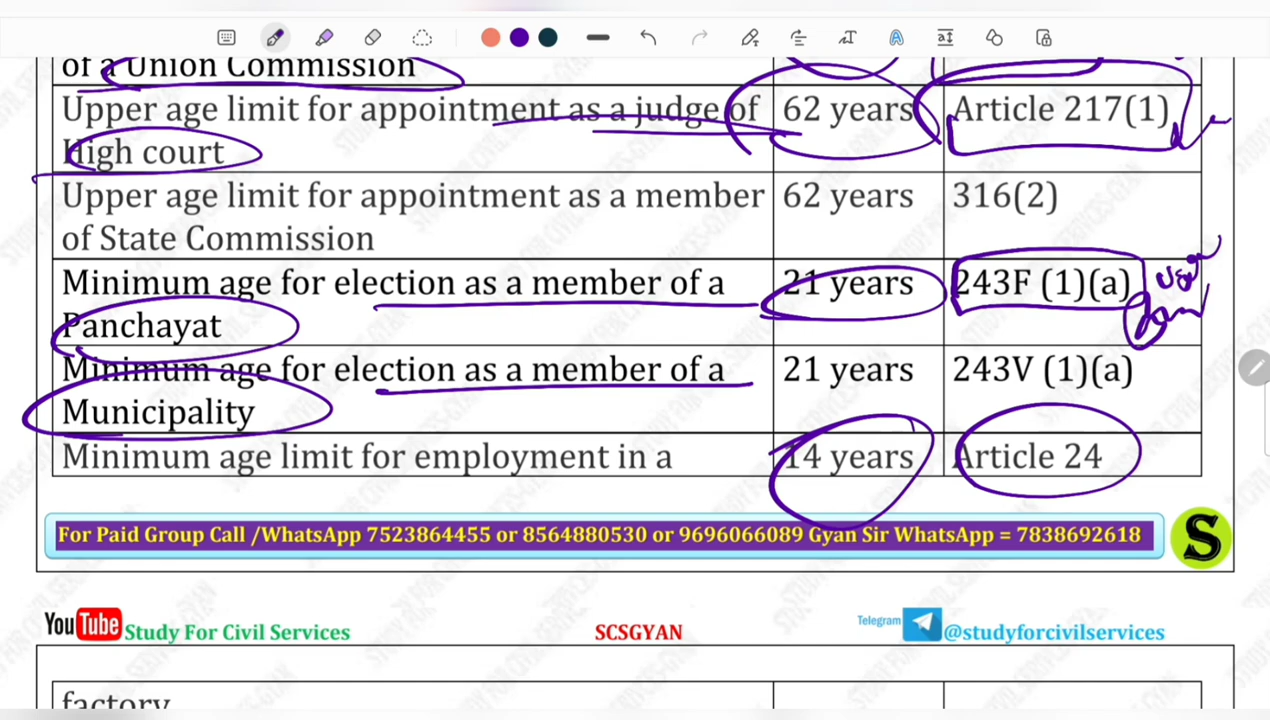 of a Union Commission
Upper age limit for appointment as a judge of 62 years Article 217(1)
High court
Upper age limit for appointment as a member 62 years 316(2)
of State Commission
Minimum age for election as a member of a 21 years 243F (1)(a)
Panchayat
Minimum age for election as a member of a 21 years 243V (1)(a)
Municipality
Minimum age limit for employment in a 14 years Article 24
For Paid Group Call /WhatsApp 7523864455 or 8564880530 or 9696066089 Gyan Sir WhatsApp = 7838692618
S
YouTube Study For Civil Services SCSGYAN Telegram @studyforcivilservices
factory